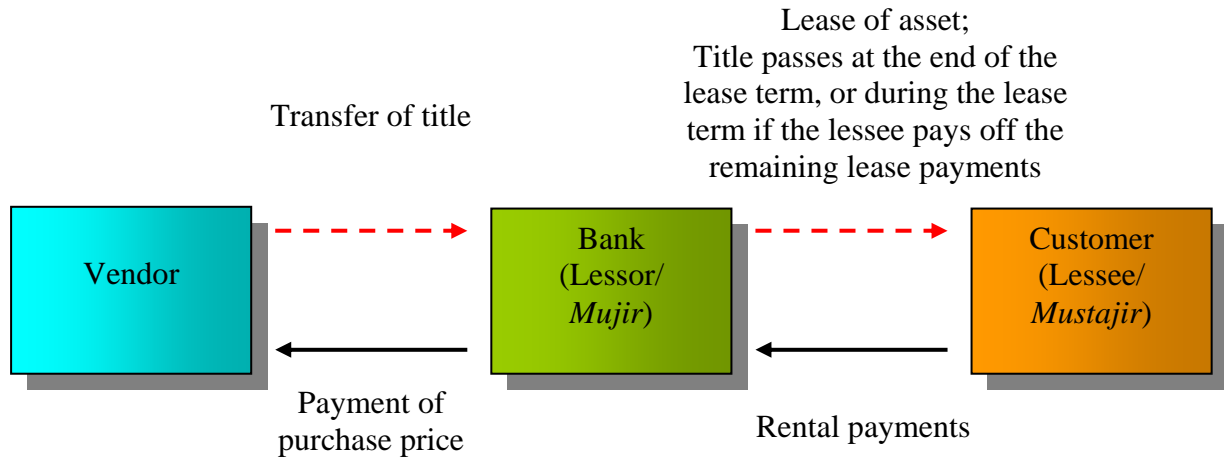 Lease of asset;
Title passes at the end of the
lease term, or during the lease
term if the lessee pays off the
remaining lease payments
Transfer of title
Vendor
Bank
(Lessor/
Mujir)
Customer
(Lessee/
Mustajir)
Payment of
purchase price
Rental payments